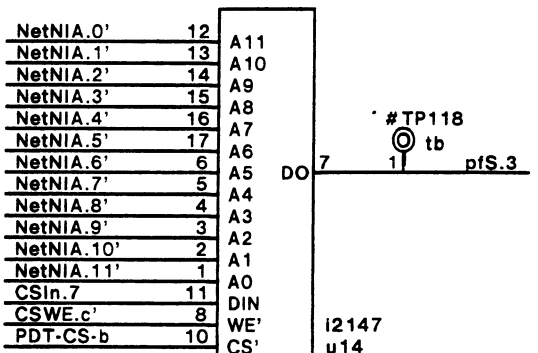 NetNIA.0' 12 A11
NetNIA.1' 13 A10
NetNIA.2' 14 A9
NetNIA.3' 15 A8
NetNIA.4' 16 A7
NetNIA.5' 17 A6
NetNIA.6' 6 A5
NetNIA.7' 5 A4
NetNIA.8' 4 A3
NetNIA.9' 3 A2
NetNIA.10' 2 A1
NetNIA.11' 1 A0
CSIn.7 11 DIN
CSWE.c' 8 WE'
PDT-CS-b 10 CS'
#TP118
tb
DO 7 1 pfS.3
i2147
u14